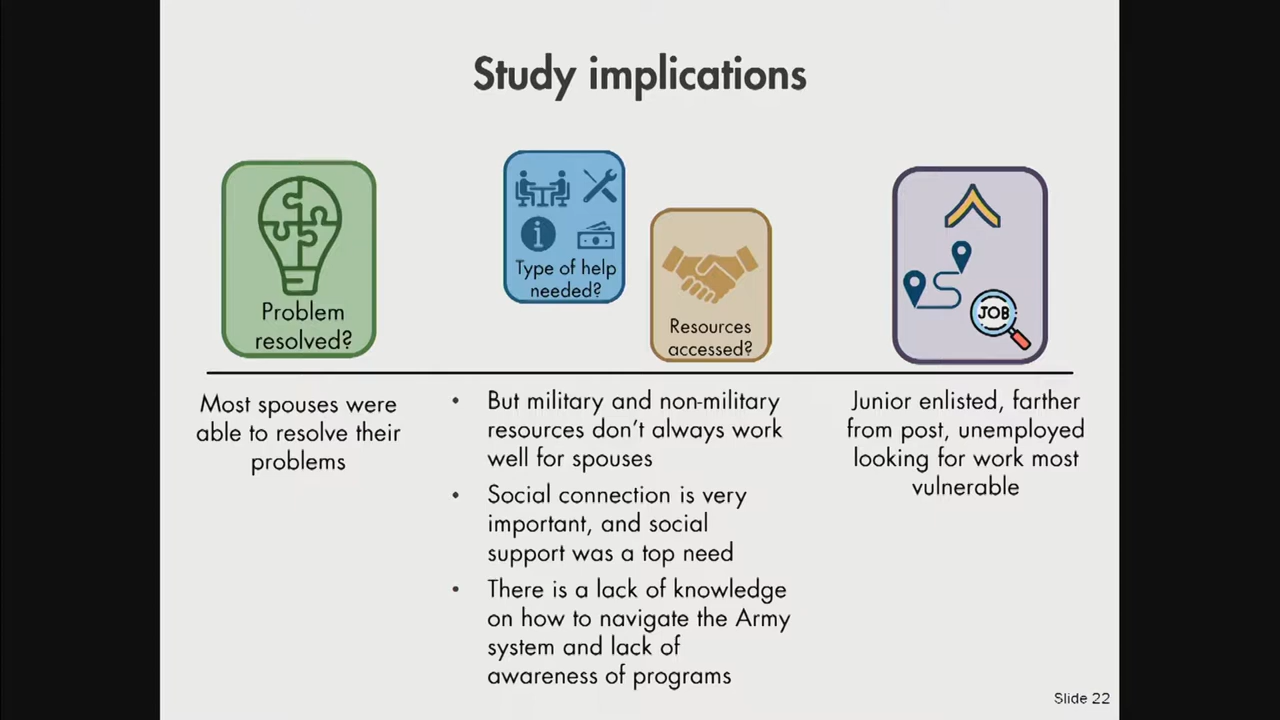 Study implications
Problem
resolved?
Type of help
needed?
Resources
accessed?
JOB
Most spouses were
able to resolve their
problems
• But military and non-military
resources don't always work
well for spouses
• Social connection is very
important, and social
support was a top need
• There is a lack of knowledge
on how to navigate the Army
system and lack of
awareness of programs
Junior enlisted, farther
from post, unemployed
looking for work most
vulnerable
Slide 22